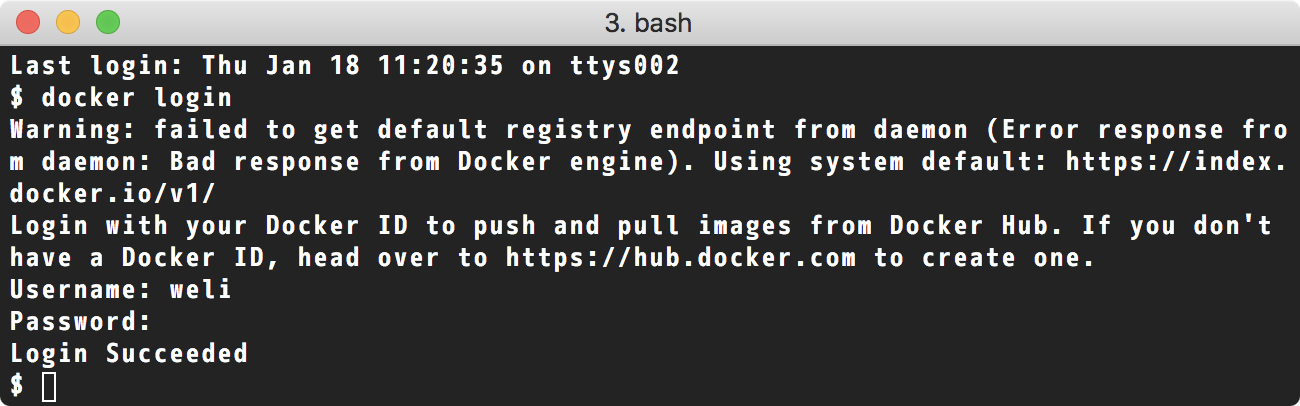 3. bash
Last login: Thu Jan 18 11:20:35 on ttys002
$ docker login
Warning: failed to get default registry endpoint from daemon (Error response fro
m daemon: Bad response from Docker engine). Using system default: https://index.
docker.io/v1/
Login with your Docker ID to push and pull images from Docker Hub. If you don't
have a Docker ID, head over to https://hub.docker.com to create one.
Username: weli
Password:
Login Succeeded
$